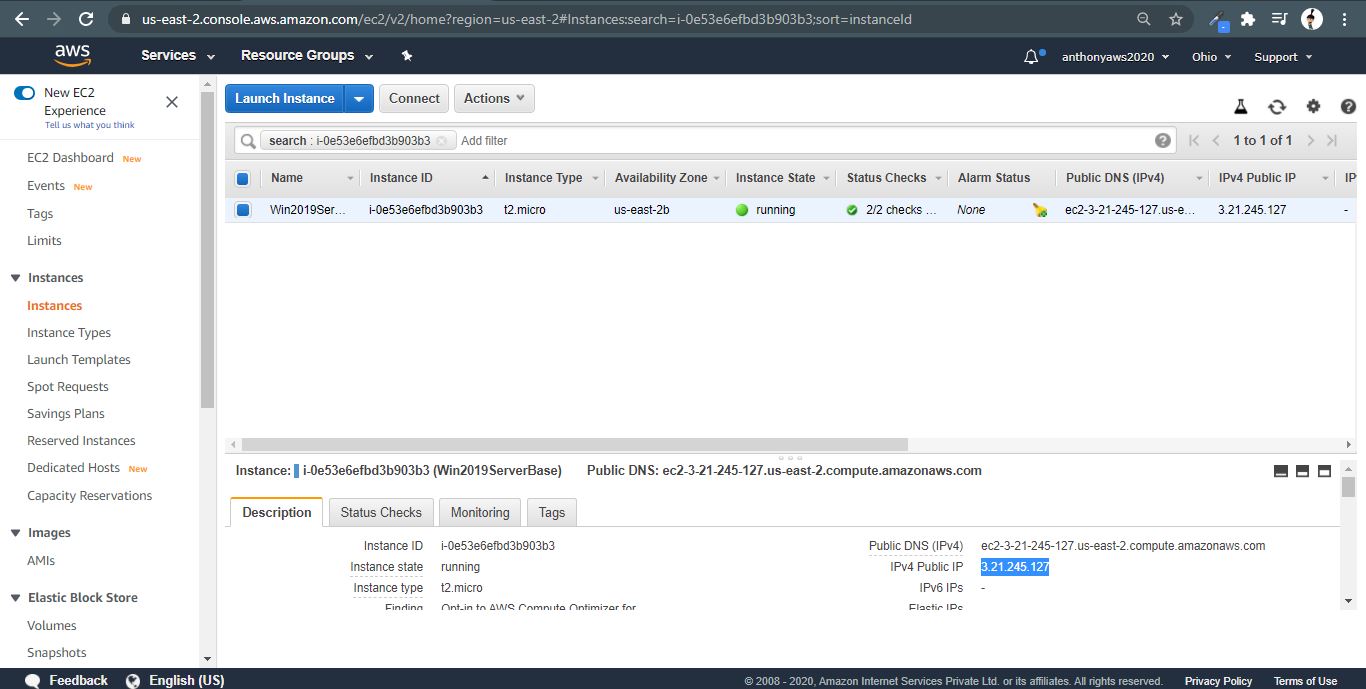 us-east-2.console.aws.amazon.com/ec2/v2/home?region=us-east-2#Instances:search=i-0e53e6efbd3b903b3;sort=instanceId
aws Services Resource Groups anthonyaws2020 Ohio Support
New EC2
Experience
Tell us what you think
EC2 Dashboard New
Events New
Tags
Limits
Instances
Instances
Instance Types
Launch Templates
Spot Requests
Savings Plans
Reserved Instances
Dedicated Hosts New
Capacity Reservations
Images
AMIs
Elastic Block Store
Volumes
Snapshots
Launch Instance Connect Actions
search : i-0e53e6efbd3b903b3 Add filter 1 to 1 of 1
Name Instance ID Instance Type Availability Zone Instance State Status Checks Alarm Status Public DNS (IPv4) IPv4 Public IP IP
Win2019Ser... i-0e53e6efbd3b903b3 t2.micro us-east-2b running 2/2 checks ... None ec2-3-21-245-127.us-e... 3.21.245.127 -
Instance: i-0e53e6efbd3b903b3 (Win2019ServerBase) Public DNS: ec2-3-21-245-127.us-east-2.compute.amazonaws.com
Description Status Checks Monitoring Tags
Instance ID i-0e53e6efbd3b903b3 Public DNS (IPv4) ec2-3-21-245-127.us-east-2.compute.amazonaws.com
Instance state running IPv4 Public IP 3.21.245.127
Instance type t2.micro IPv6 IPs -
Finding Opt-in to AWS Compute Optimizer for Elastic IPs
Feedback English (US) © 2008 - 2020, Amazon Internet Services Private Ltd. or its affiliates. All rights reserved. Privacy Policy Terms of Use